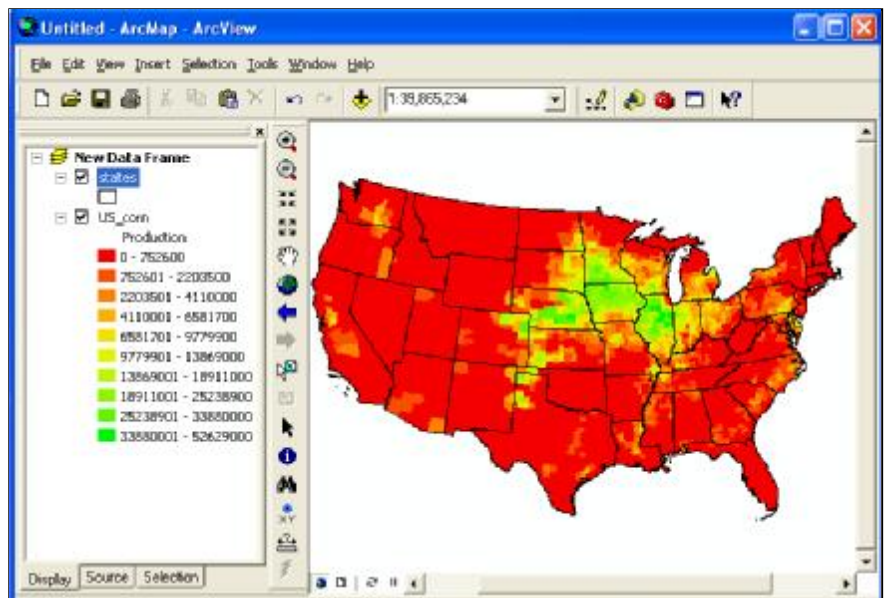 Untitled - ArcMap - ArcView
File Edit View Insert Selection Tools Window Help
1:39,865,234
New Data Frame
states
US_corn
Production
0 - 752600
752601 - 2203500
2203501 - 4110000
4110001 - 6581700
6581701 - 9779900
9779901 - 13869000
13869001 - 18911000
18911001 - 25238900
25238901 - 33880000
33880001 - 52629000
XY
Display Source Selection